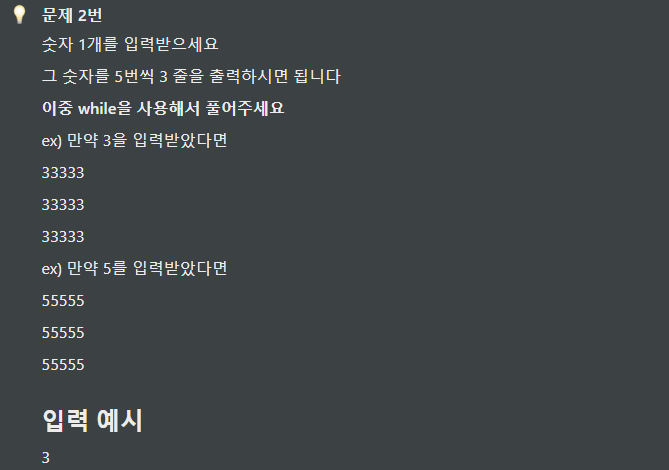 문제 2번
숫자 1개를 입력받으세요
그 숫자를 5번씩 3 줄을 출력하시면 됩니다
이중 while을 사용해서 풀어주세요
ex) 만약 3을 입력받았다면
33333
33333
33333
ex) 만약 5를 입력받았다면
55555
55555
55555
입력 예시
3